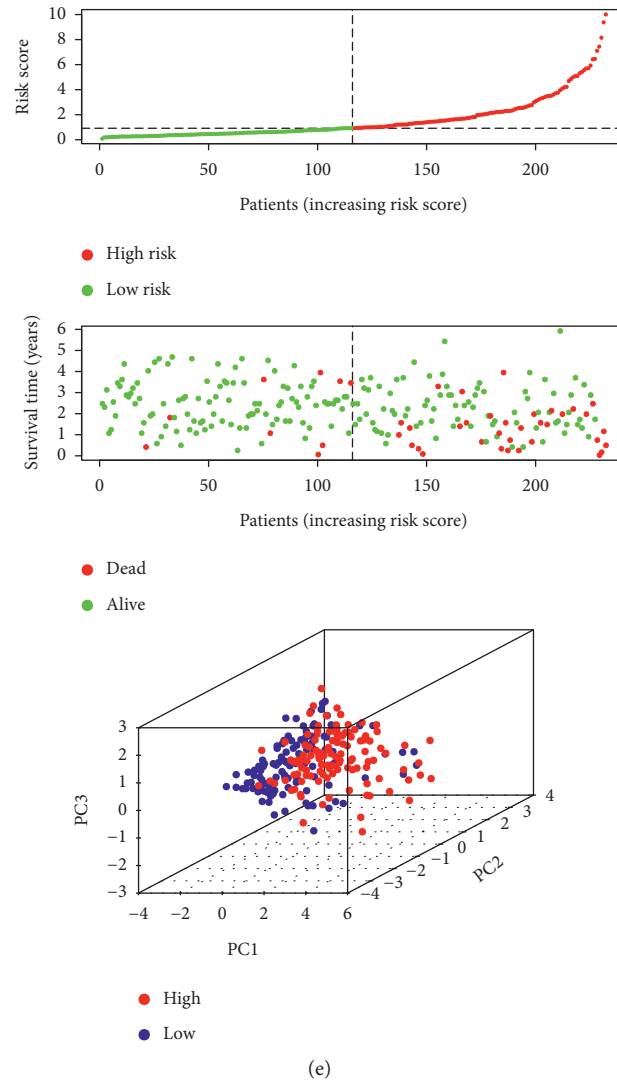 10
8
6
4
2
0
Risk score
0 50 100 150 200
Patients (increasing risk score)
High risk
Low risk
6
5
4
3
2
1
0
Survival time (years)
0 50 100 150 200
Patients (increasing risk score)
Dead
Alive
3
2
1
0
−1
−2
−3
PC3
−4 −2 0 2 4 6
PC1
−4 −3 −2 −1 0 1 2 3 4
PC2
High
Low
(e)